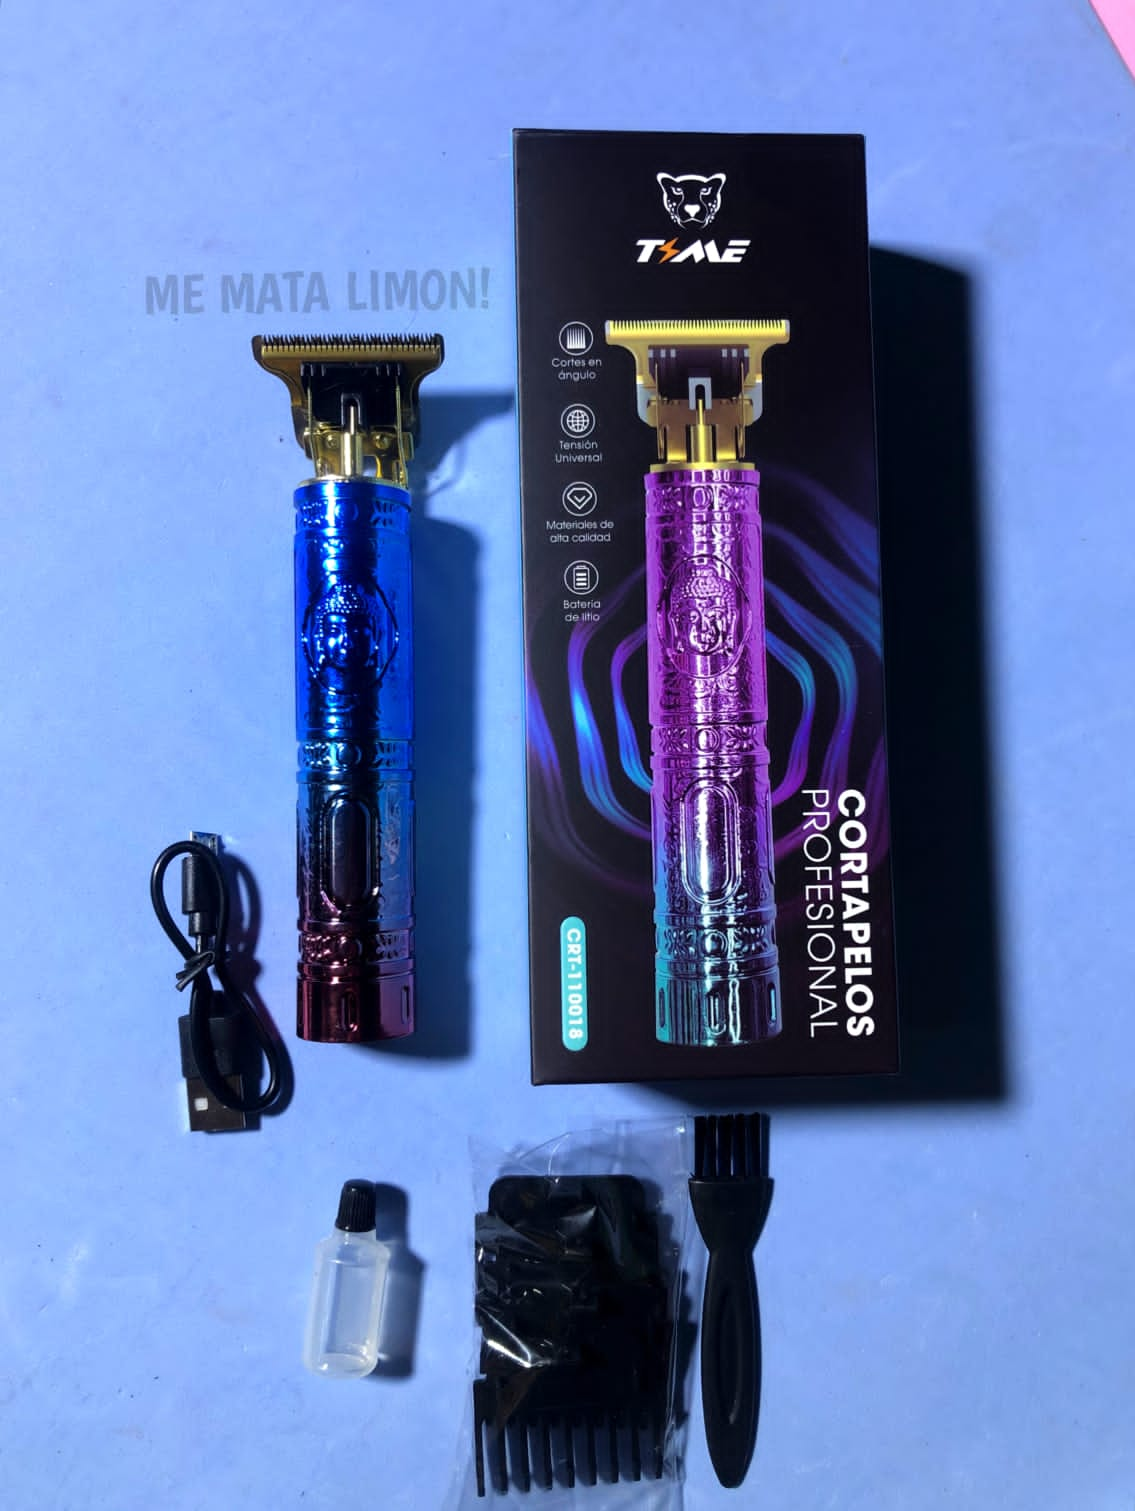 ME MATA LIMON!
TIME
Cortes en
ángulo
Tensión
Universal
Materiales de
alta calidad
Batería
de litio
CORTAPELOS
PROFESIONAL
CRT-110018